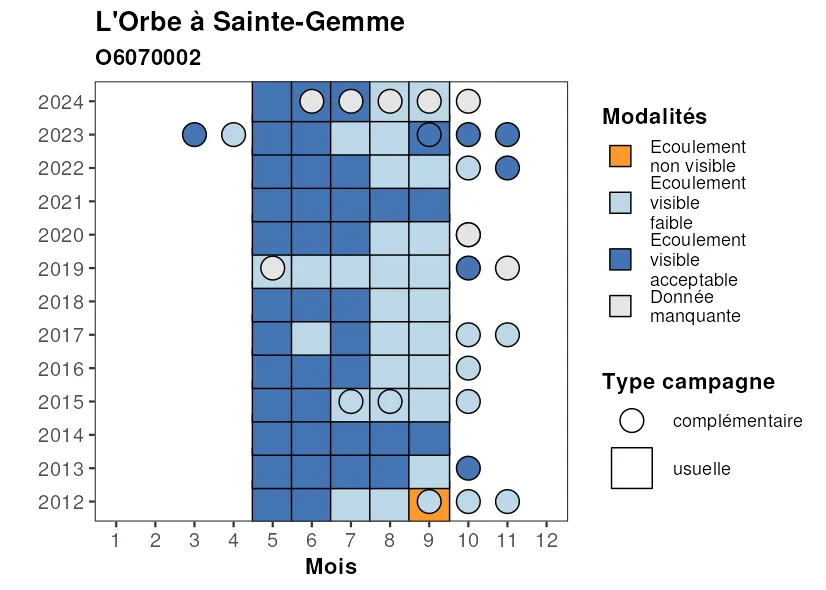 L'Orbe à Sainte-Gemme
O6070002
2024
2023
2022
2021
2020
2019
2018
2017
2016
2015
2014
2013
2012
1 2 3 4 5 6 7 8 9 10 11 12
Mois
Modalités
Ecoulement
non visible
Ecoulement
visible
faible
Ecoulement
visible
acceptable
Donnée
manquante
Type campagne
complémentaire
usuelle